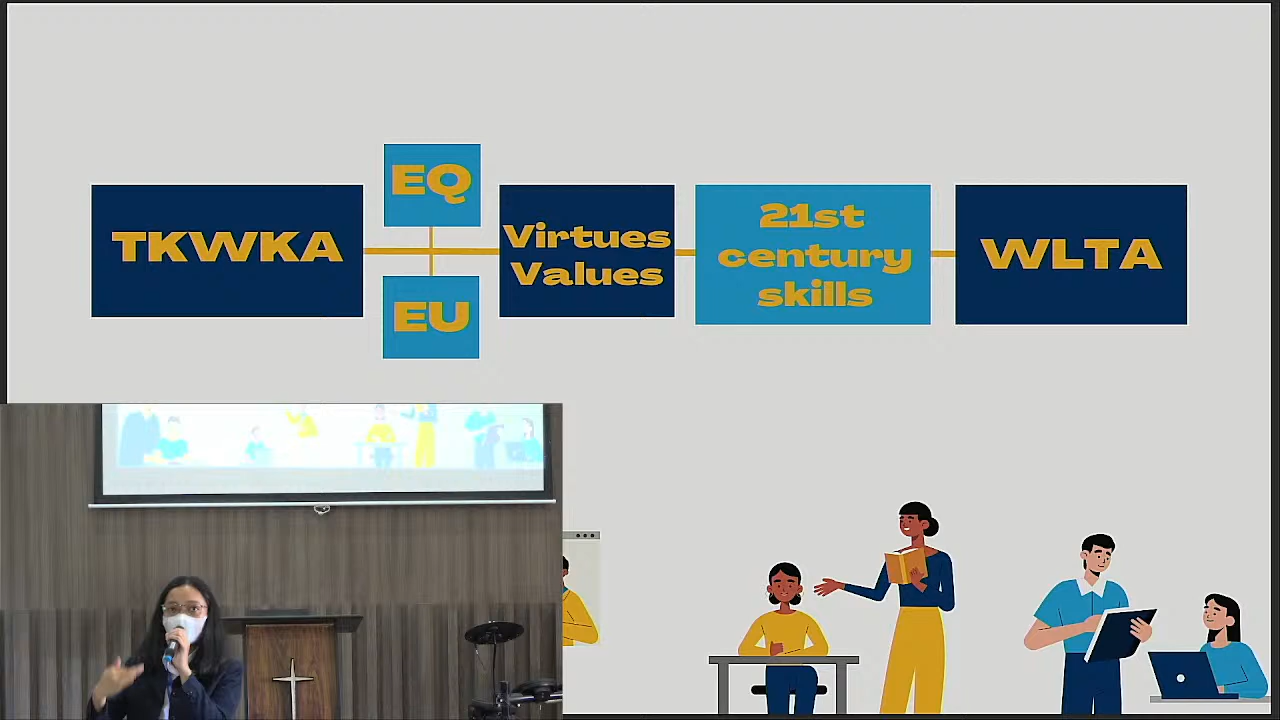 TKWKA
EQ
EU
Virtues
Values
21st
century
skills
WLTA